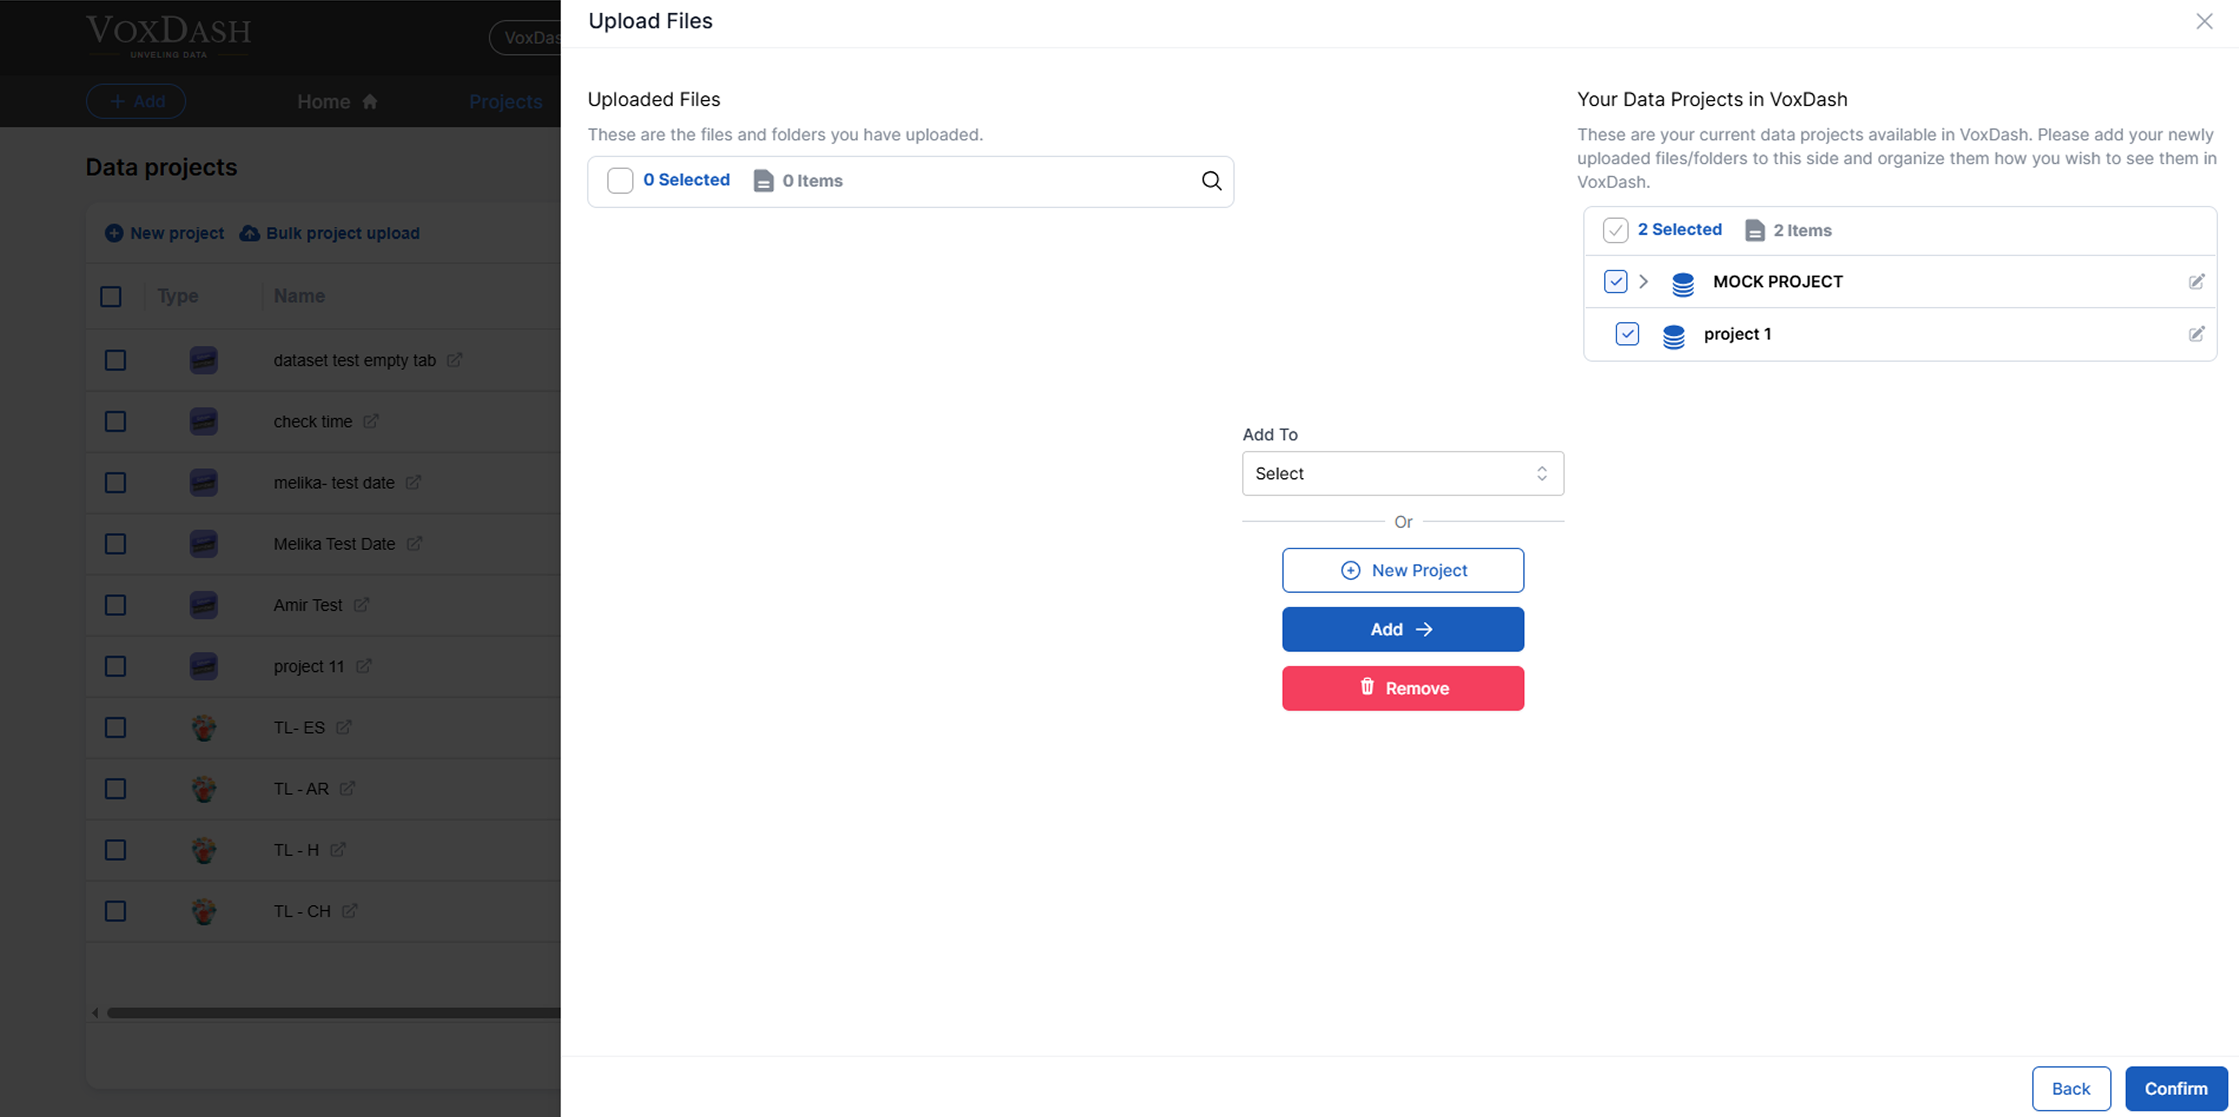 VOXDASH
UNVELING DATA
VoxDas
+ Add
Home
Projects
Data projects
New project
Bulk project upload
Type
Name
dataset test empty tab
check time
melika- test date
Melika Test Date
Amir Test
project 11
TL- ES
TL - AR
TL - H
TL - CH
Upload Files
Uploaded Files
These are the files and folders you have uploaded.
0 Selected
0 Items
Add To
Select
Or
New Project
Add
Remove
Your Data Projects in VoxDash
These are your current data projects available in VoxDash. Please add your newly
uploaded files/folders to this side and organize them how you wish to see them in
VoxDash.
2 Selected
2 Items
MOCK PROJECT
project 1
Back
Confirm